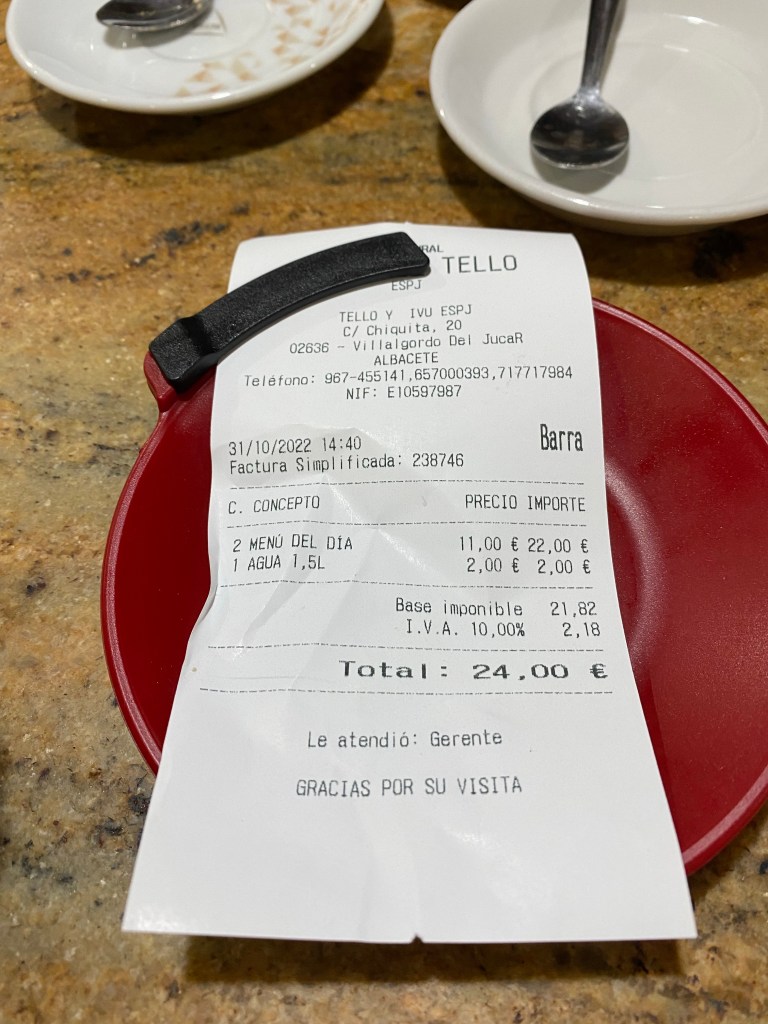 TELLO
ESPJ
TELLO Y IVU ESPJ
C/ Chiquita, 20
02636 - Villalgordo Del JucaR
ALBACETE
Teléfono: 967-455141,657000393,717717984
NIF: E10597987
31/10/2022 14:40 Barra
Factura Simplificada: 238746
C. CONCEPTO PRECIO IMPORTE
2 MENÚ DEL DÍA 11,00 € 22,00 €
1 AGUA 1,5L 2,00 € 2,00 €
Base imponible 21,82
I.V.A. 10,00% 2,18
Total: 24,00 €
Le atendió: Gerente
GRACIAS POR SU VISITA